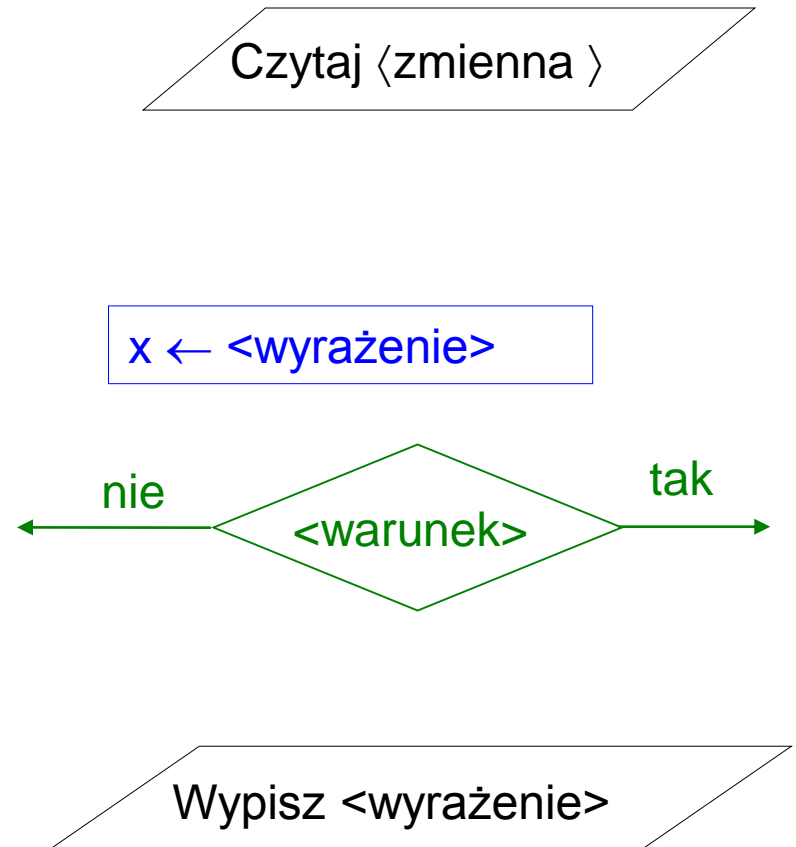 Czytaj ⟨zmienna ⟩
x ← <wyrażenie>
nie
tak
<warunek>
Wypisz <wyrażenie>